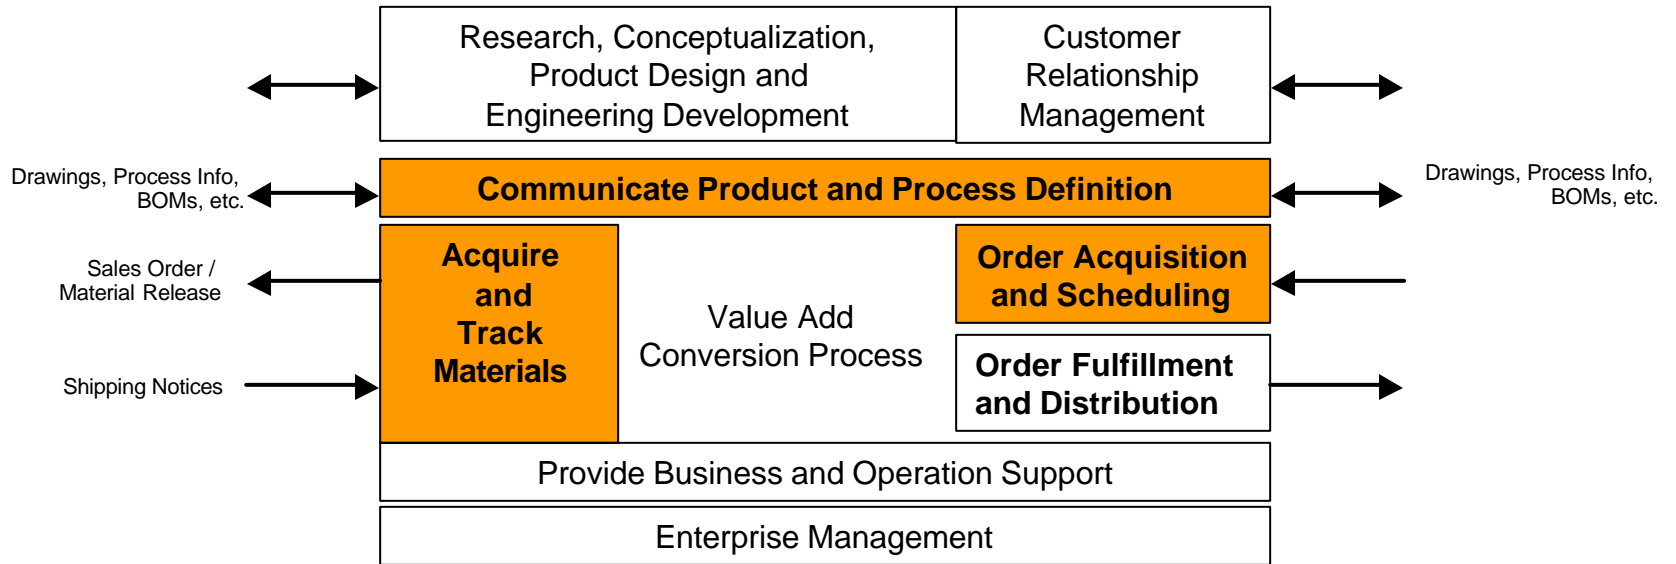 Research, Conceptualization,
Product Design and
Engineering Development
Customer
Relationship
Management
Drawings, Process Info,
BOMs, etc.
Communicate Product and Process Definition
Drawings, Process Info,
BOMs, etc.
Sales Order /
Material Release
Shipping Notices
Acquire
and
Track
Materials
Value Add
Conversion Process
Order Acquisition
and Scheduling
Order Fulfillment
and Distribution
Provide Business and Operation Support
Enterprise Management